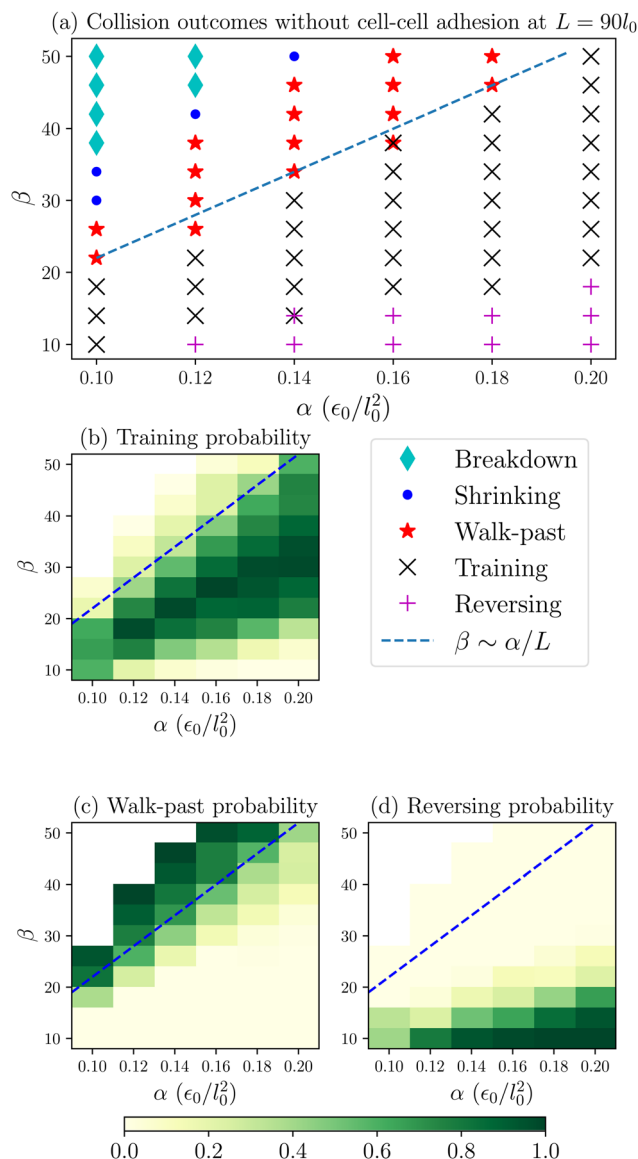 (a) Collision outcomes without cell-cell adhesion at L = 90l₀
50
40
30
20
10
β
0.10 0.12 0.14 0.16 0.18 0.20
α (ϵ₀/l₀²)
(b) Training probability
50
40
30
20
10
β
0.10 0.12 0.14 0.16 0.18 0.20
α (ϵ₀/l₀²)
Breakdown
Shrinking
Walk-past
Training
Reversing
β ∼ α/L
(c) Walk-past probability
50
40
30
20
10
β
0.10 0.12 0.14 0.16 0.18 0.20
α (ϵ₀/l₀²)
(d) Reversing probability
50
40
30
20
10
0.10 0.12 0.14 0.16 0.18 0.20
α (ϵ₀/l₀²)
0.0 0.2 0.4 0.6 0.8 1.0